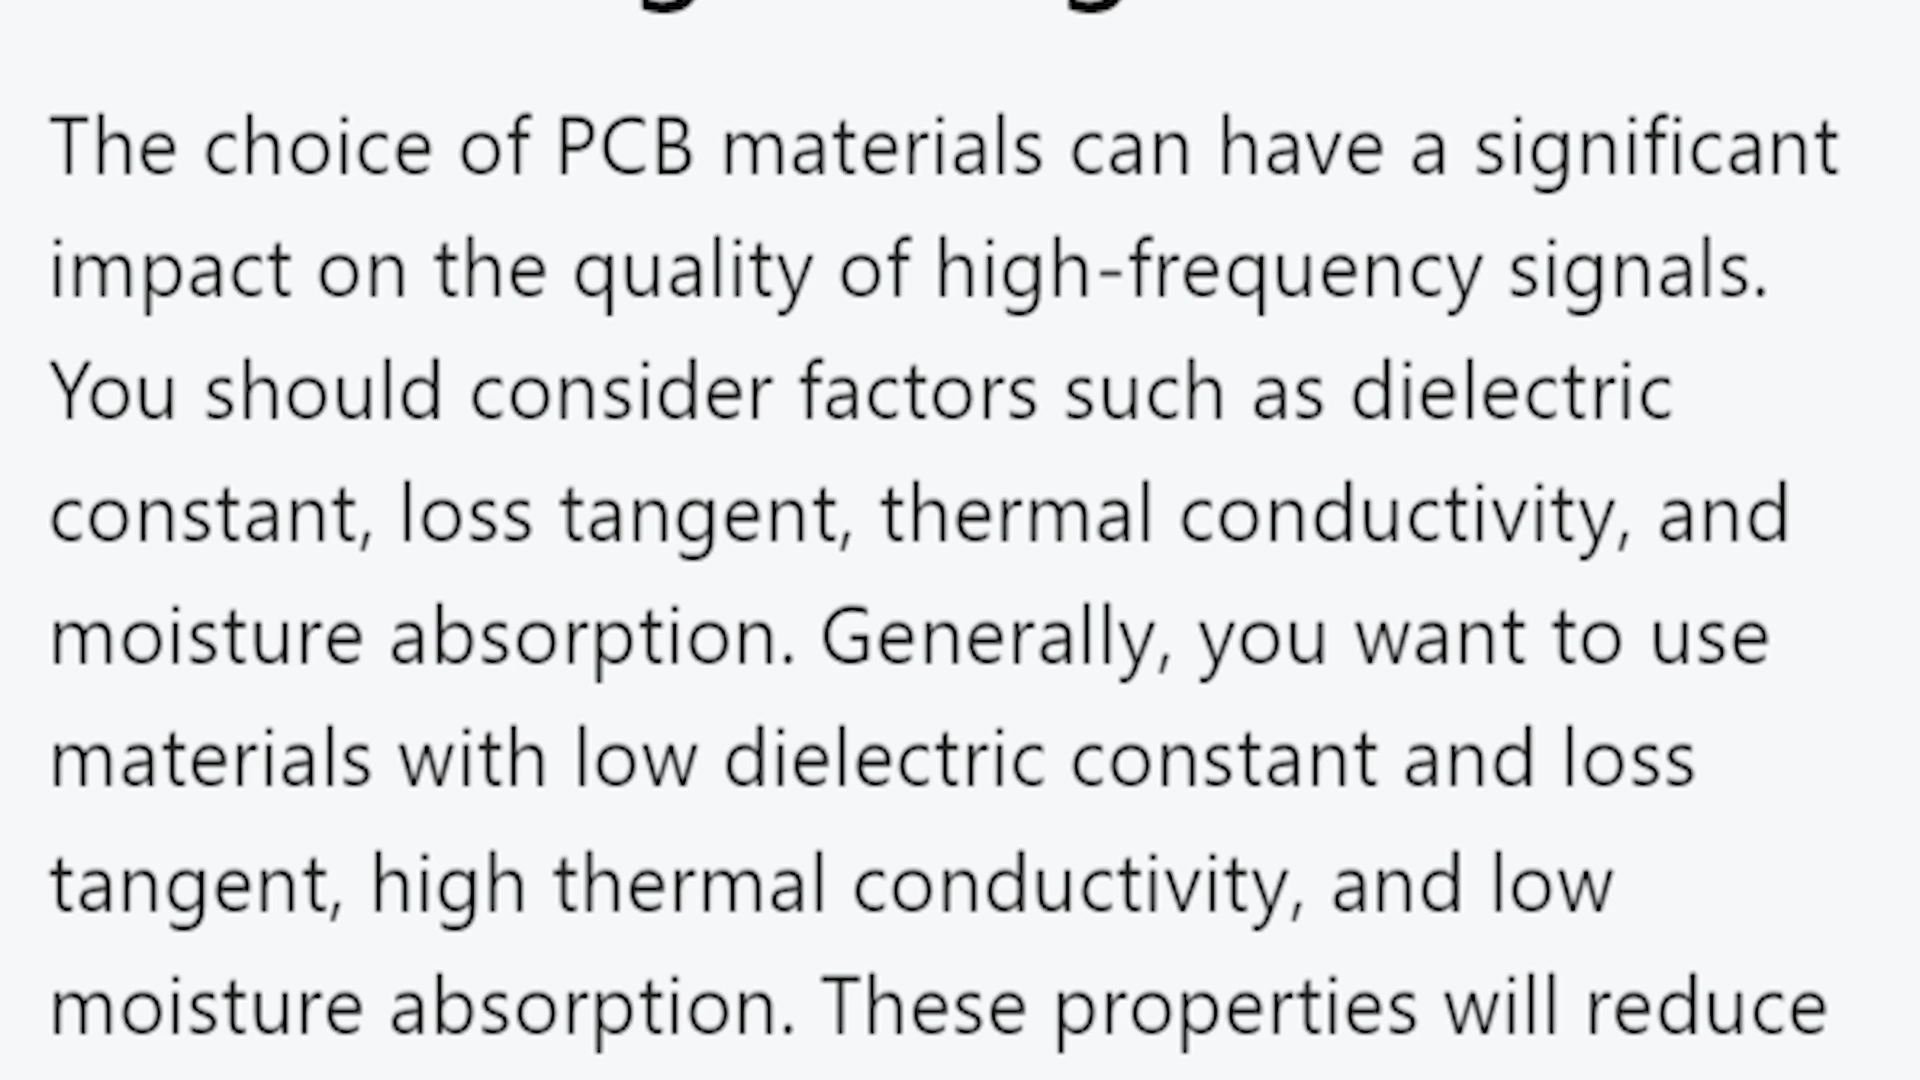 The choice of PCB materials can have a significant
impact on the quality of high-frequency signals.
You should consider factors such as dielectric
constant, loss tangent, thermal conductivity, and
moisture absorption. Generally, you want to use
materials with low dielectric constant and loss
tangent, high thermal conductivity, and low
moisture absorption. These properties will reduce